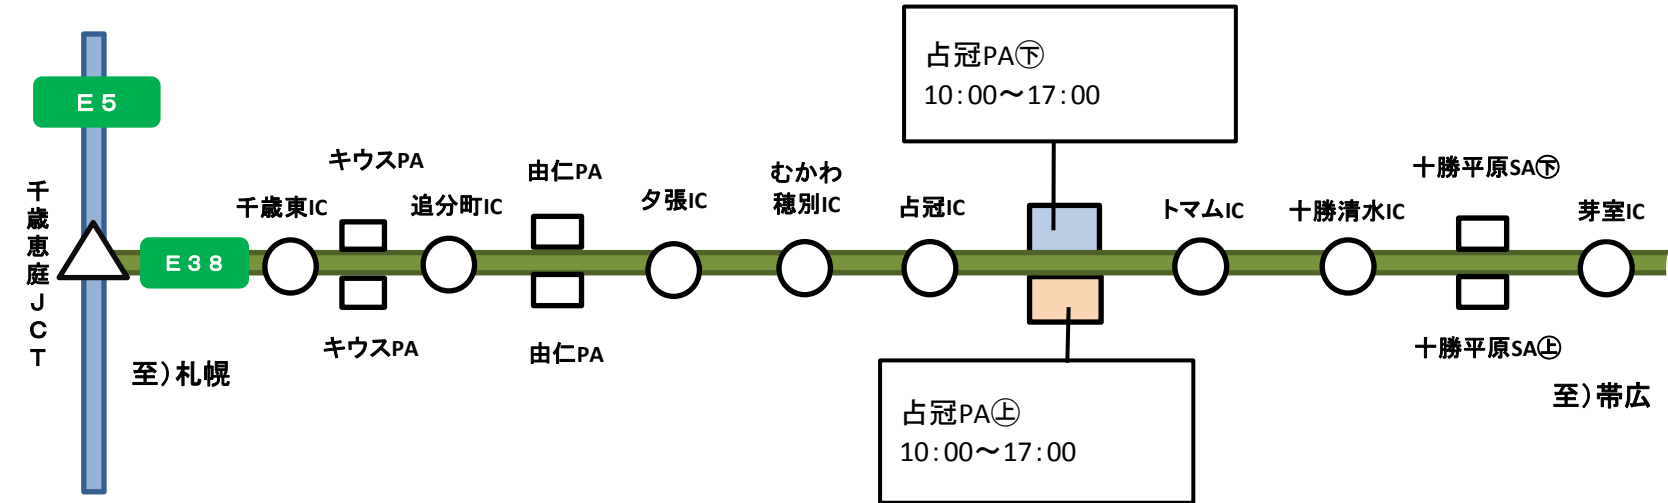 占冠PA㊦
10:00～17:00
E5
キウスPA
由仁PA
むかわ
穂別IC
十勝平原SA㊦
千歳恵庭JCT
千歳東IC
追分町IC
夕張IC
占冠IC
トマムIC
十勝清水IC
芽室IC
E38
キウスPA
由仁PA
十勝平原SA㊤
至)札幌
至)帯広
占冠PA㊤
10:00～17:00